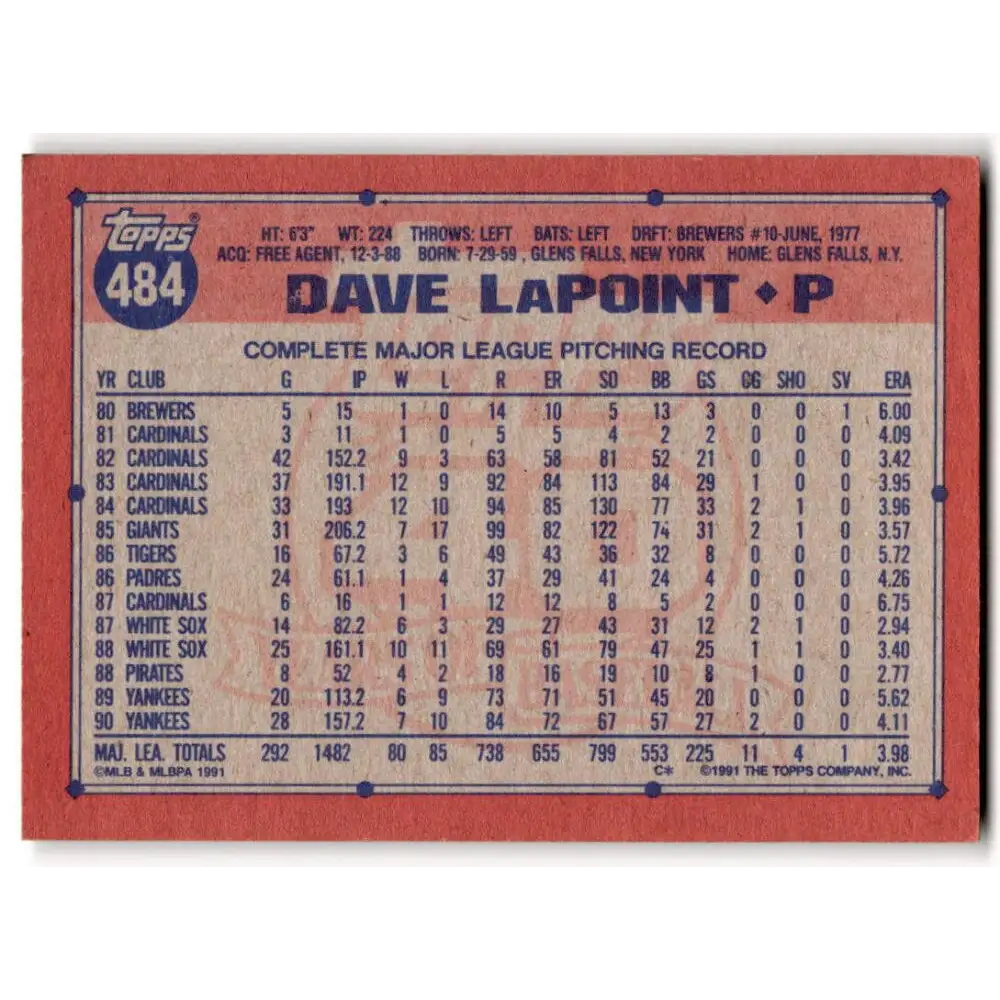 Topps®
484
HT: 6'3" WT: 224 THROWS: LEFT BATS: LEFT DRFT: BREWERS #10-JUNE, 1977
ACQ: FREE AGENT, 12-3-88 BORN: 7-29-59 , GLENS FALLS, NEW YORK HOME: GLENS FALLS, N.Y.
DAVE LaPOINT ♦ P
COMPLETE MAJOR LEAGUE PITCHING RECORD
YR CLUB G IP W L R ER SO BB GS CG SHO SV ERA
80 BREWERS 5 15 1 0 14 10 5 13 3 0 0 1 6.00
81 CARDINALS 3 11 1 0 5 5 4 2 2 0 0 0 4.09
82 CARDINALS 42 152.2 9 3 63 58 81 52 21 0 0 0 3.42
83 CARDINALS 37 191.1 12 9 92 84 113 84 29 1 0 0 3.95
84 CARDINALS 33 193 12 10 94 85 130 77 33 2 1 0 3.96
85 GIANTS 31 206.2 7 17 99 82 122 74 31 2 1 0 3.57
86 TIGERS 16 67.2 3 6 49 43 36 32 8 0 0 0 5.72
86 PADRES 24 61.1 1 4 37 29 41 24 4 0 0 0 4.26
87 CARDINALS 6 16 1 1 12 12 8 5 2 0 0 0 6.75
87 WHITE SOX 14 82.2 6 3 29 27 43 31 12 2 1 0 2.94
88 WHITE SOX 25 161.1 10 11 69 61 79 47 25 1 1 0 3.40
88 PIRATES 8 52 4 2 18 16 19 10 8 1 0 0 2.77
89 YANKEES 20 113.2 6 9 73 71 51 45 20 0 0 0 5.62
90 YANKEES 28 157.2 7 10 84 72 67 57 27 2 0 0 4.11
MAJ. LEA. TOTALS 292 1482 80 85 738 655 799 553 225 11 4 1 3.98
©MLB & MLBPA 1991 C* ©1991 THE TOPPS COMPANY, INC.